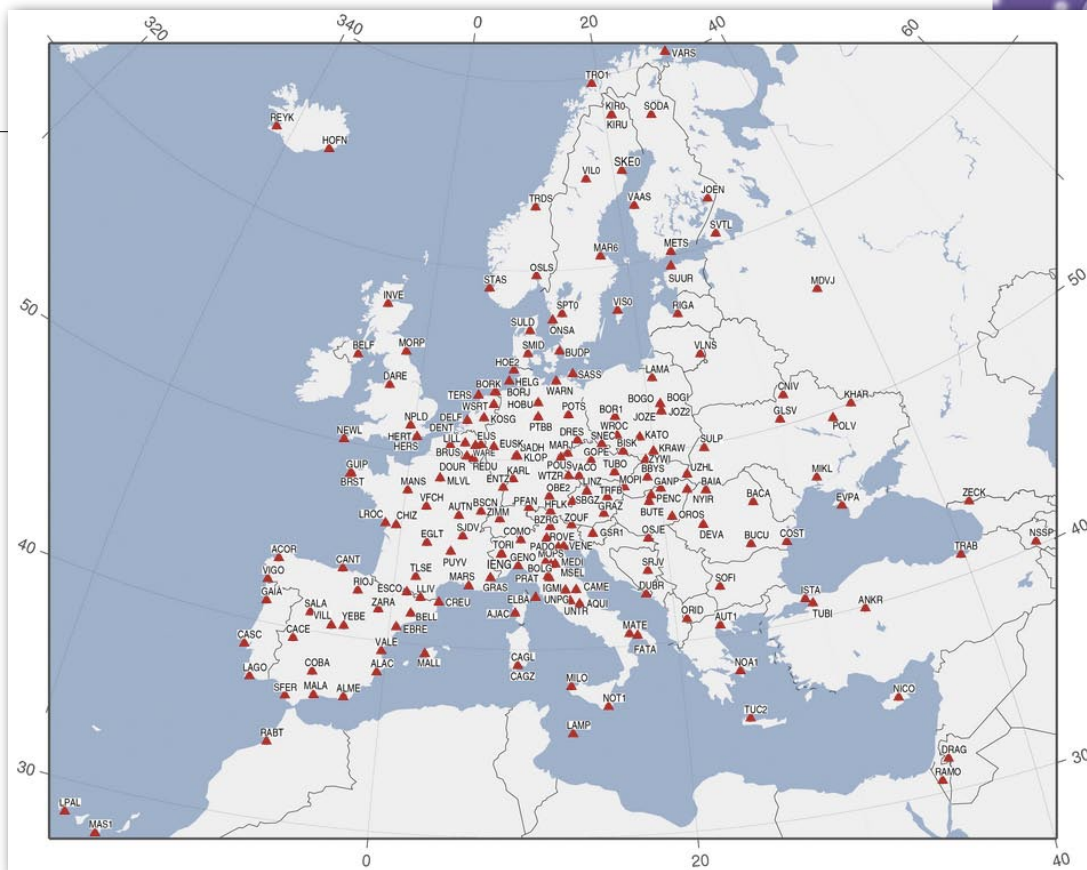 320
340
0
20
40
60
VARS
TRO1
KIR0
SODA
KIRU
REYK
HOFN
SKE0
VIL0
JOEN
TRDS
VAAS
SVTL
METS
MAR6
SUUR
OSLS
STAS
MDVJ
50
50
INVE
SPT0
VIS0
RIGA
SULD
ONSA
MORP
BELF
SMID
BUDP
VLNS
HOE2
DARE
HELG
SASS
LAMA
BORK
BORJ
WARN
TERS
CNIV
KHAR
WSRT
HOBU
POTS
BOGO
BOGI
JOZE
JOZ2
BOR1
GLSV
POLV
NPLD
DELF
KOSG
PTBB
WROC
NEWL
HERT
DENT
HERS
LILL
EIJS
EUSK
DRES
SNEC
KATO
SULP
BRUS
WARE
BADH
MARJ
BISK
KRAW
GUIP
DOUR
REDU
KLOP
GOPE
ZYWI
BRST
MLVL
KARL
POUS
VACO
TUBO
BBYS
UZHL
MIKL
MANS
ENTZ
WTZR
LINZ
MOPI
GANP
BAIA
VFCH
OBE2
TRFB
PENC
NYIR
BACA
EVPA
ZECK
BSCN
PFAN
HFLK
SBGZ
GRAZ
BUTE
OROS
AUTN
ZIMM
LROC
CHIZ
BZRG
ZOUF
GSR1
OSJE
DEVA
BUCU
COST
NSSP
SJDV
COMO
ROVE
EGLT
TORI
PADO
VENE
TRAB
40
40
ACOR
PUYV
IENG
GENO
MOPS
MEDI
CANT
BOLG
MSEL
SRJV
VIGO
TLSE
MARS
GRAS
PRAT
SOFI
RIOJ
ESCO
LLIV
IGMI
CAME
DUBR
GAIA
ELBA
UNPG
AQUI
ISTA
ANKR
SALA
ZARA
CREU
AJAC
UNTR
ORID
TUBI
VILL
YEBE
BELL
AUT1
CACE
EBRE
MATE
CASC
VALE
FATA
MALL
CAGL
NOA1
LAGO
COBA
ALAC
CAGZ
MILO
SFER
MALA
ALME
NICO
NOT1
TUC2
RABT
LAMP
DRAG
30
30
RAMO
LPAL
MAS1
0
20
40